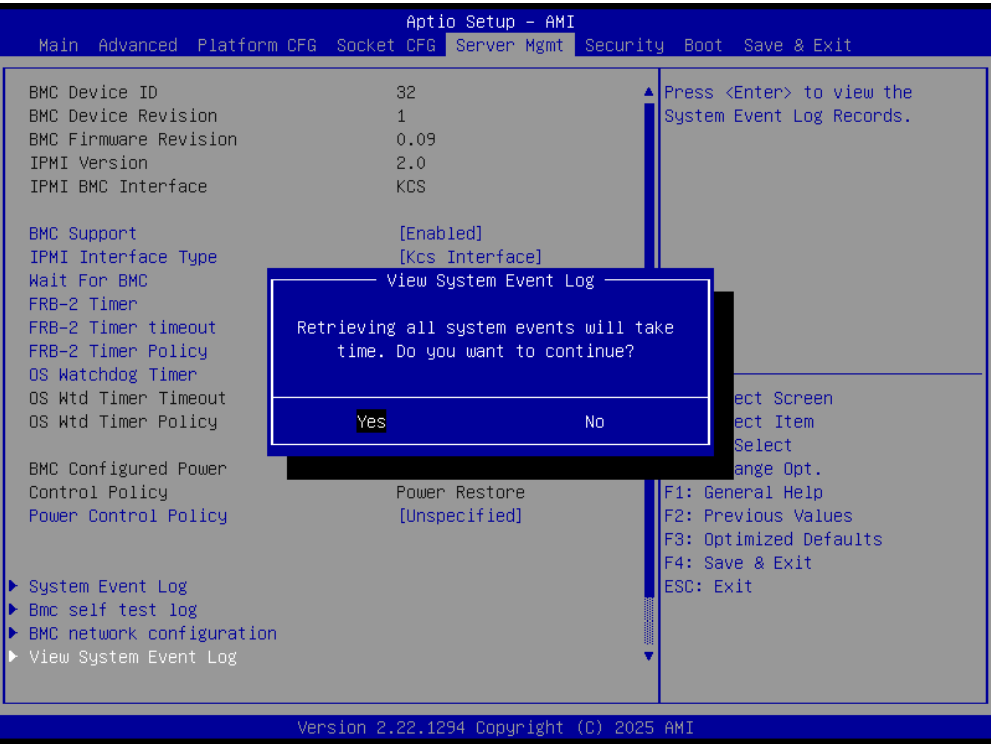 Aptio Setup – AMI
Main Advanced Platform CFG Socket CFG Server Mgmt Security Boot Save & Exit
BMC Device ID 32
BMC Device Revision 1
BMC Firmware Revision 0.09
IPMI Version 2.0
IPMI BMC Interface KCS
BMC Support [Enabled]
IPMI Interface Type [Kcs Interface]
Wait For BMC
FRB-2 Timer
FRB-2 Timer timeout
FRB-2 Timer Policy
OS Watchdog Timer
OS Wtd Timer Timeout
OS Wtd Timer Policy
BMC Configured Power
Control Policy Power Restore
Power Control Policy [Unspecified]
System Event Log
Bmc self test log
BMC network configuration
View System Event Log
View System Event Log
Retrieving all system events will take
time. Do you want to continue?
Yes No
Press <Enter> to view the
System Event Log Records.
ect Screen
ect Item
Select
ange Opt.
F1: General Help
F2: Previous Values
F3: Optimized Defaults
F4: Save & Exit
ESC: Exit
Version 2.22.1294 Copyright (C) 2025 AMI